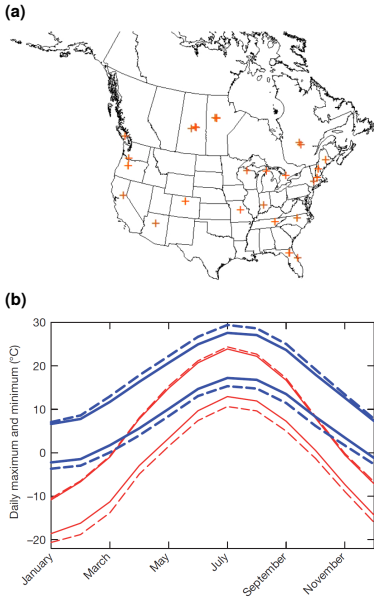 (a)
(b)
Daily maximum and minimum (°C)
30
20
10
0
−10
−20
January
March
May
July
September
November